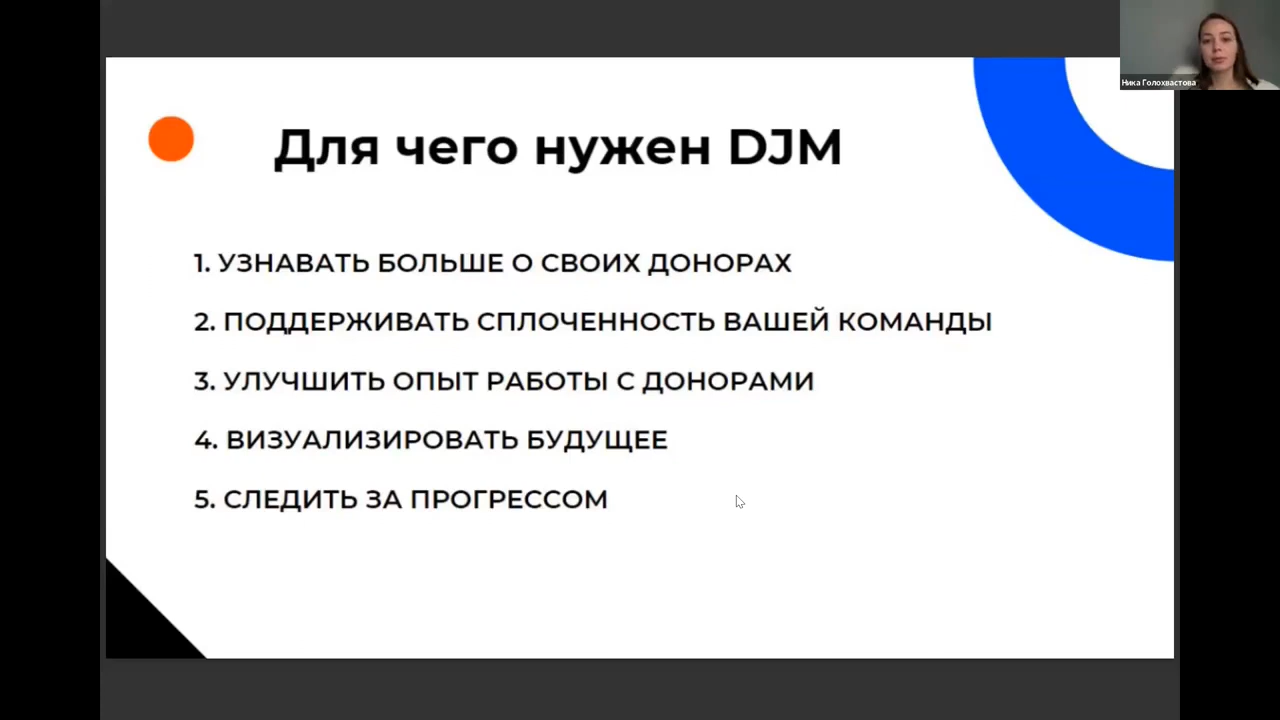 Ника Голохвастова
Для чего нужен DJM
1. УЗНАВАТЬ БОЛЬШЕ О СВОИХ ДОНОРАХ
2. ПОДДЕРЖИВАТЬ СПЛОЧЕННОСТЬ ВАШЕЙ КОМАНДЫ
3. УЛУЧШИТЬ ОПЫТ РАБОТЫ С ДОНОРАМИ
4. ВИЗУАЛИЗИРОВАТЬ БУДУЩЕЕ
5. СЛЕДИТЬ ЗА ПРОГРЕССОМ